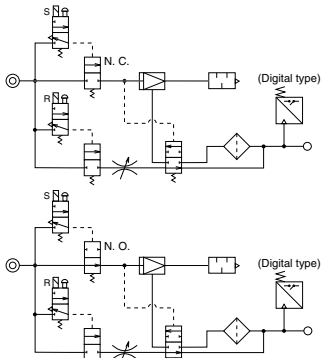 S
N. C.
(Digital type)
R
S
N. O.
(Digital type)
R